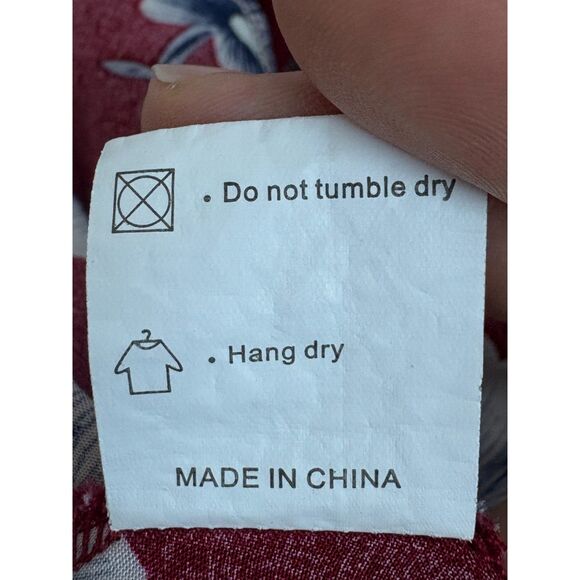 . Do not tumble dry
. Hang dry
MADE IN CHINA